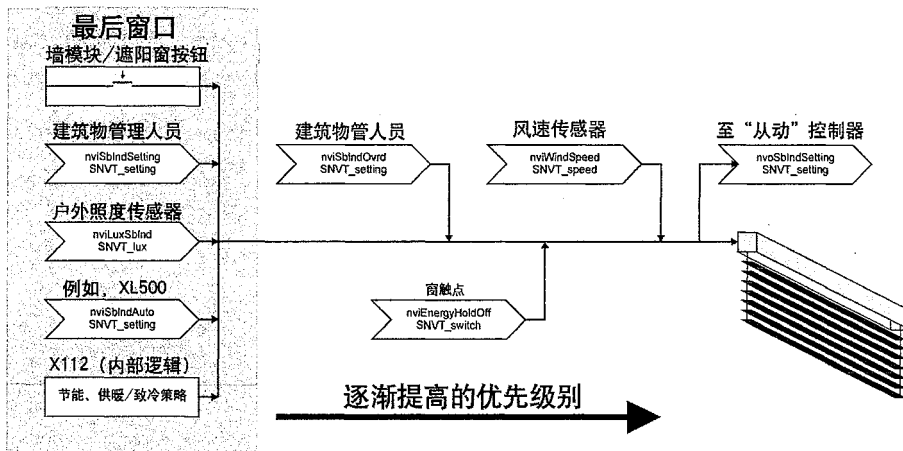 最后窗口
墙模块/遮阳窗按钮
建筑物管理人员
nviSblndSetting
SNVT_setting
户外照度传感器
nviLuxSblnd
SNVT_lux
例如，XL500
nviSblndAuto
SNVT_setting
X112（内部逻辑）
节能、供暖/致冷策略
建筑物管人员
nviSblndOvrd
SNVT_setting
窗触点
nviEnergyHoldOff
SNVT_switch
风速传感器
nviWindSpeed
SNVT_speed
至“从动”控制器
nvoSblndSetting
SNVT_setting
逐渐提高的优先级别